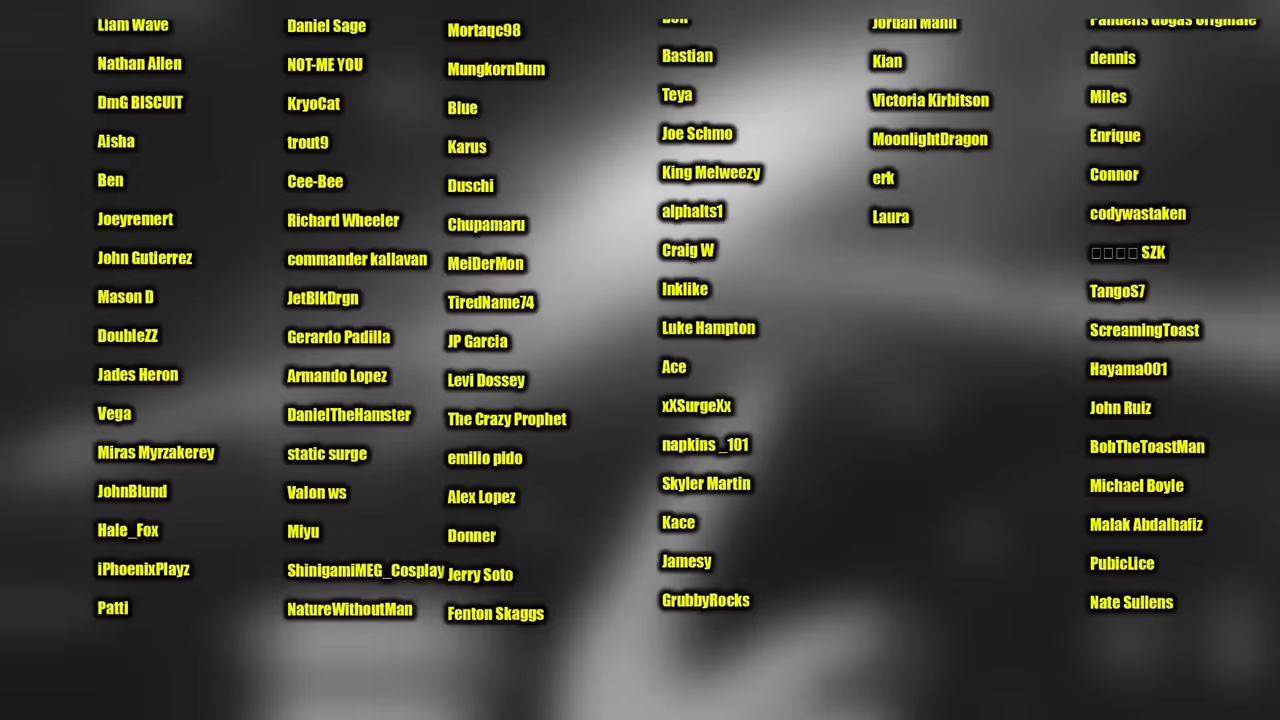 Liam Wave
Nathan Allen
DmG BISCUIT
Aisha
Ben
Joeyremert
John Gutierrez
Mason D
DoubleZZ
Jades Heron
Vega
Miras Myrzakerey
JohnBlund
Hale_Fox
iPhoenixPlayz
Patti
Daniel Sage
NOT-ME YOU
KryoCat
trout9
Cee-Bee
Richard Wheeler
commander kallavan
JetBlkDrgn
Gerardo Padilla
Armando Lopez
DanielTheHamster
static surge
Valon ws
Miyu
ShinigamiMEG_Cosplay
NatureWithoutMan
Mortaqc98
MungkornDum
Blue
Karus
Duschi
Chupamaru
MeiDerMon
TiredName74
JP Garcia
Levi Dossey
The Crazy Prophet
emilio pido
Alex Lopez
Donner
Jerry Soto
Fenton Skaggs
Bastian
Teya
Joe Schmo
King Melweezy
alphalts1
Craig W
Inklike
Luke Hampton
Ace
xXSurgeXx
napkins _101
Skyler Martin
Kace
Jamesy
GrubbyRocks
Jordan Mann
Kian
Victoria Kirbitson
MoonlightDragon
erk
Laura
dennis
Miles
Enrique
Connor
codywastaken
SZK
TangoS7
ScreamingToast
Hayama001
John Ruiz
BobTheToastMan
Michael Boyle
Malak Abdalhafiz
PubicLice
Nate Sullens